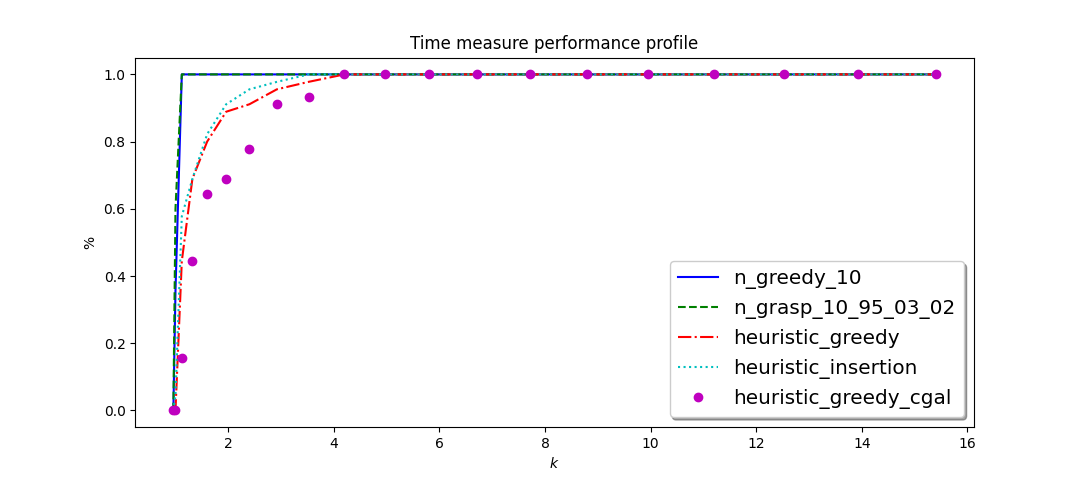 Time measure performance profile
1.0
0.8
0.6
0.4
0.2
0.0
%
2 4 6 8 10 12 14 16
k
n_greedy_10
n_grasp_10_95_03_02
heuristic_greedy
heuristic_insertion
heuristic_greedy_cgal